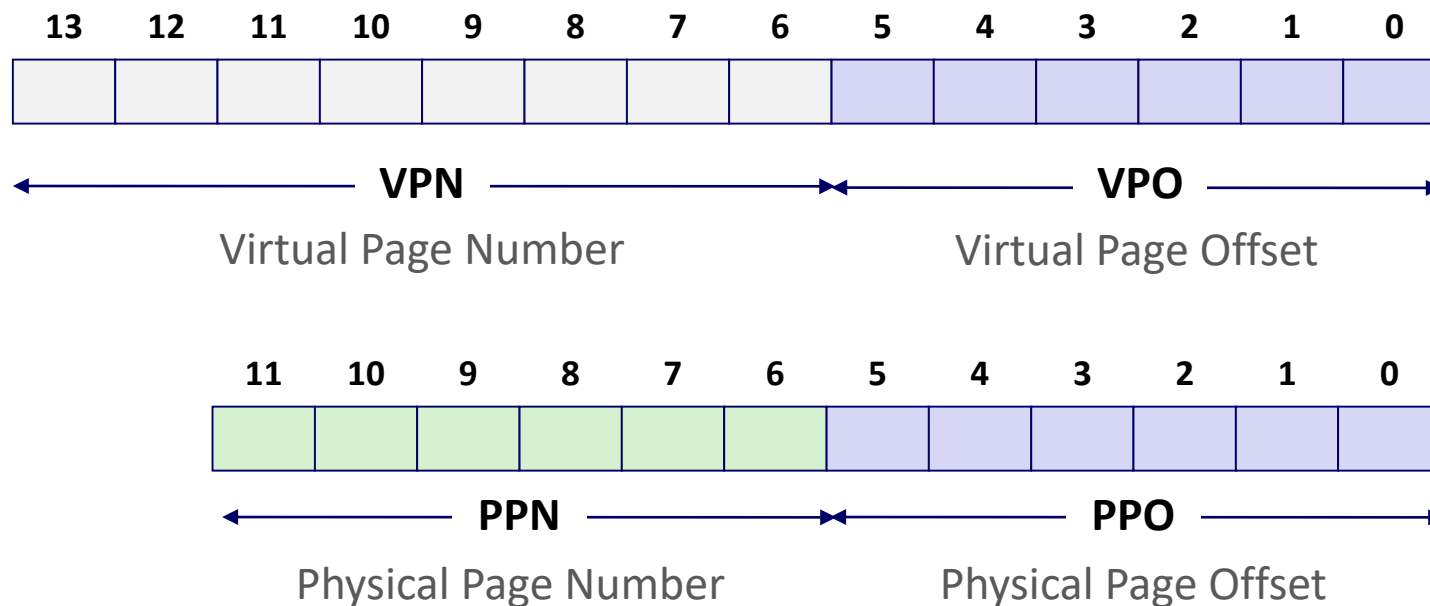 13 12 11 10 9 8 7 6 5 4 3 2 1 0
VPN VPO
Virtual Page Number Virtual Page Offset
11 10 9 8 7 6 5 4 3 2 1 0
PPN PPO
Physical Page Number Physical Page Offset